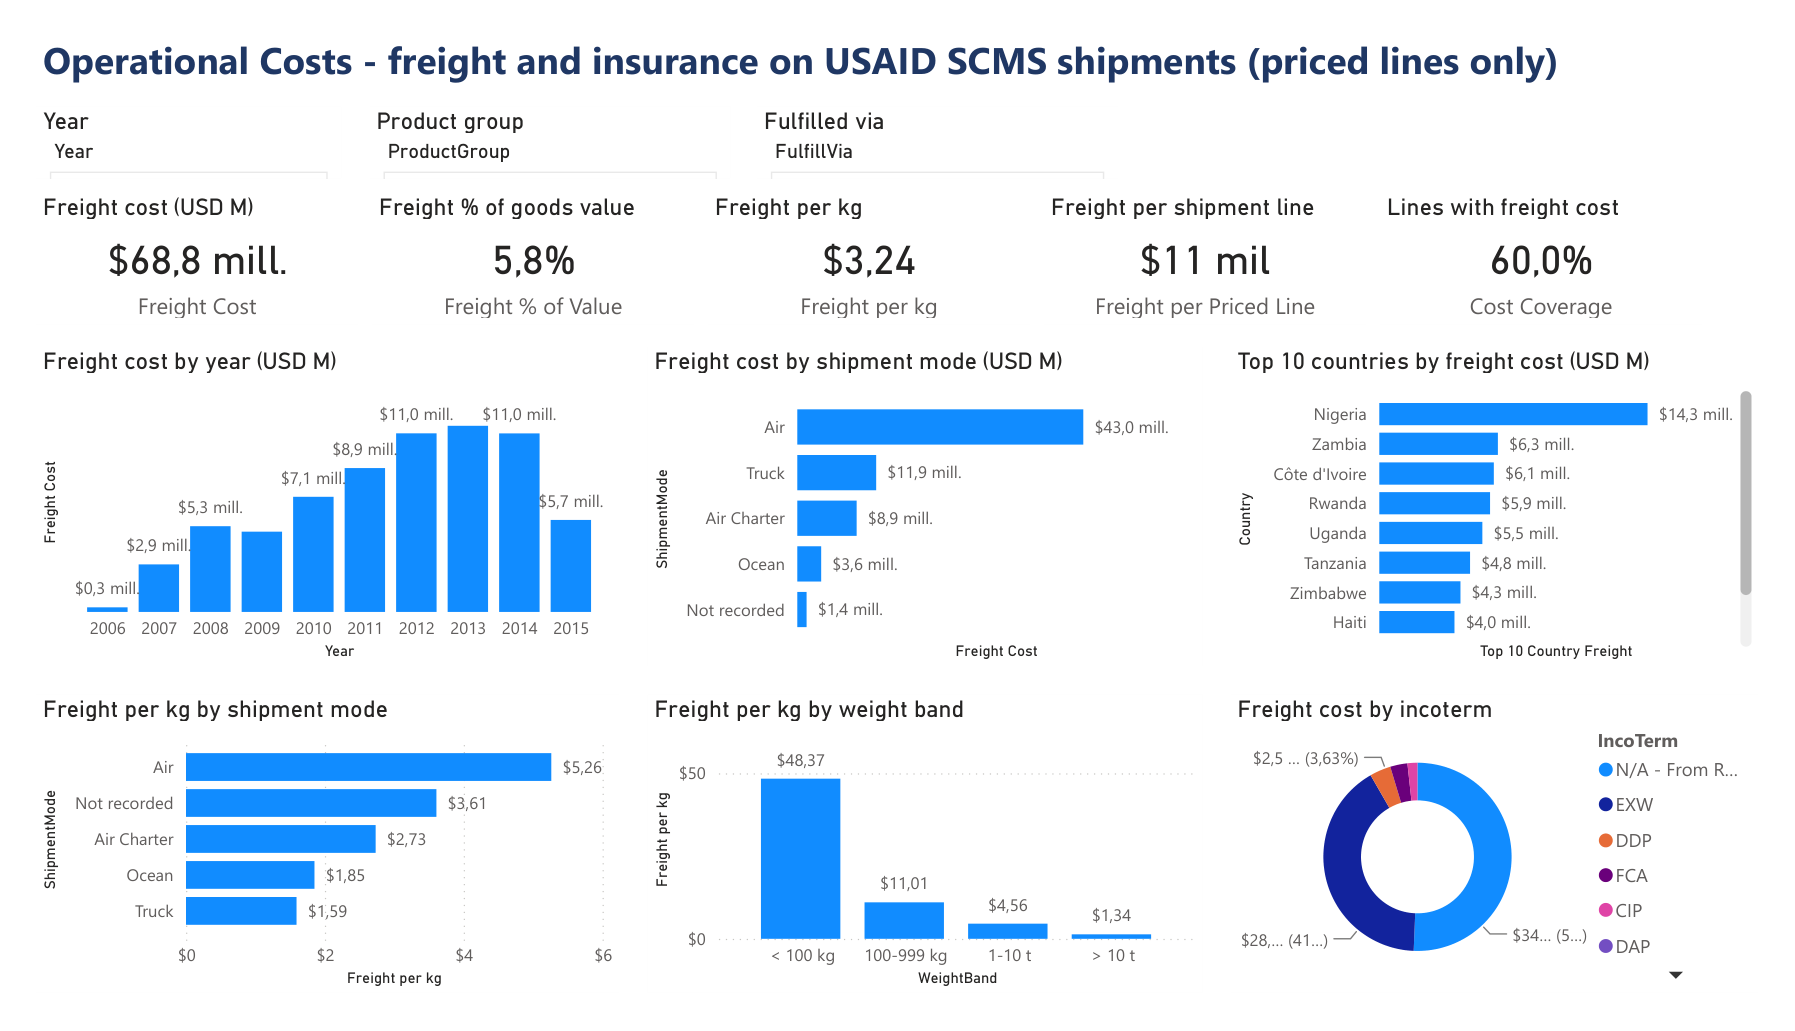 Operational Costs - freight and insurance on USAID SCMS shipments (priced lines only)
Year
Year
Product group
ProductGroup
Fulfilled via
FulfillVia
Freight cost (USD M)
$68,8 mill.
Freight Cost
Freight % of goods value
5,8%
Freight % of Value
Freight per kg
$3,24
Freight per kg
Freight per shipment line
$11 mil
Freight per Priced Line
Lines with freight cost
60,0%
Cost Coverage
Freight cost by year (USD M)
Freight Cost
$0,3 mill.
$2,9 mill.
$5,3 mill.
$7,1 mill.
$8,9 mill.
$11,0 mill.
$11,0 mill.
$5,7 mill.
2006 2007 2008 2009 2010 2011 2012 2013 2014 2015
Year
Freight cost by shipment mode (USD M)
ShipmentMode
Air $43,0 mill.
Truck $11,9 mill.
Air Charter $8,9 mill.
Ocean $3,6 mill.
Not recorded $1,4 mill.
Freight Cost
Top 10 countries by freight cost (USD M)
Country
Nigeria $14,3 mill.
Zambia $6,3 mill.
Côte d'Ivoire $6,1 mill.
Rwanda $5,9 mill.
Uganda $5,5 mill.
Tanzania $4,8 mill.
Zimbabwe $4,3 mill.
Haiti $4,0 mill.
Top 10 Country Freight
Freight per kg by shipment mode
ShipmentMode
Air $5,26
Not recorded $3,61
Air Charter $2,73
Ocean $1,85
Truck $1,59
$0 $2 $4 $6
Freight per kg
Freight per kg by weight band
Freight per kg
$50
$0
$48,37
$11,01
$4,56
$1,34
< 100 kg 100-999 kg 1-10 t > 10 t
WeightBand
Freight cost by incoterm
$2,5 ... (3,63%)
$28,... (41...)
$34... (5...)
IncoTerm
N/A - From R...
EXW
DDP
FCA
CIP
DAP